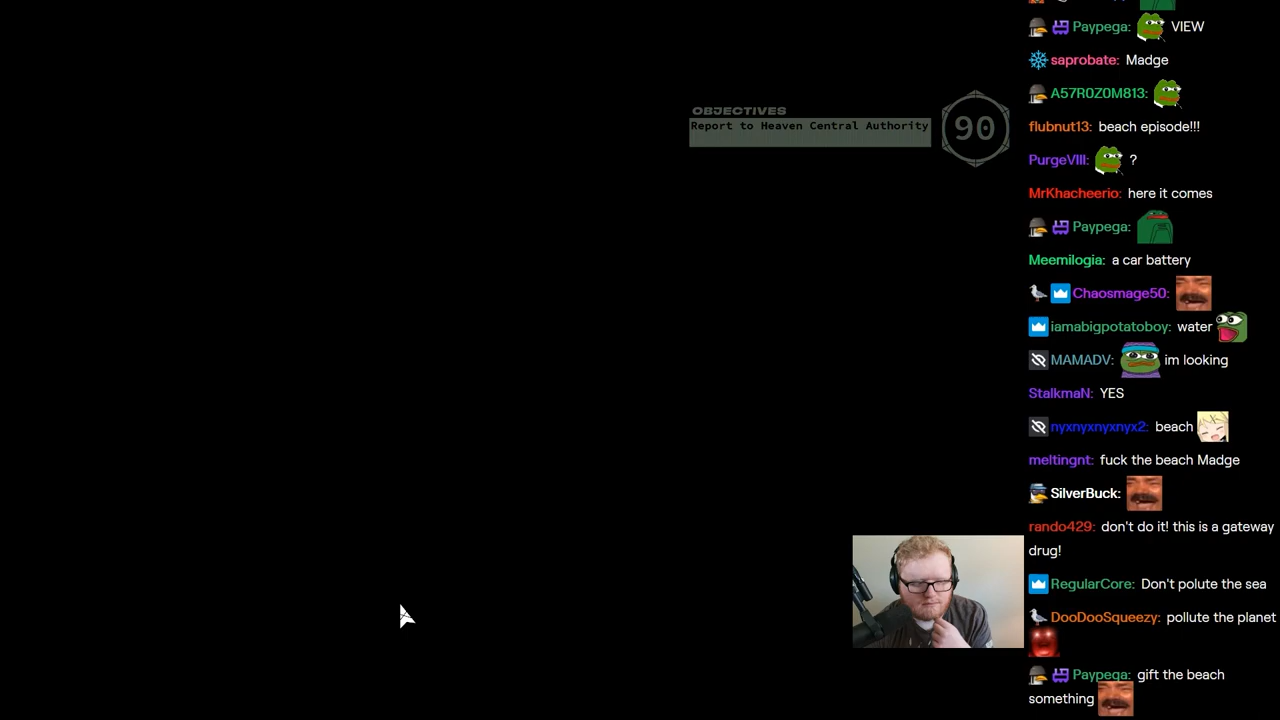 Paypega: VIEW
saprobate: Madge
A57R0Z0M813:
OBJECTIVES
Report to Heaven Central Authority
90
flubnut13: beach episode!!!
PurgeVIII: ?
MrKhacheerio: here it comes
Paypega:
Meemilogia: a car battery
Chaosmage50:
iamabigpotatoboy: water
MAMADV: im looking
StalkmaN: YES
nyxnyxnyxnyx2: beach
meltingnt: fuck the beach Madge
SilverBuck:
rando429: don't do it! this is a gateway
drug!
RegularCore: Don't polute the sea
DooDooSqueezy: pollute the planet
Paypega: gift the beach
something